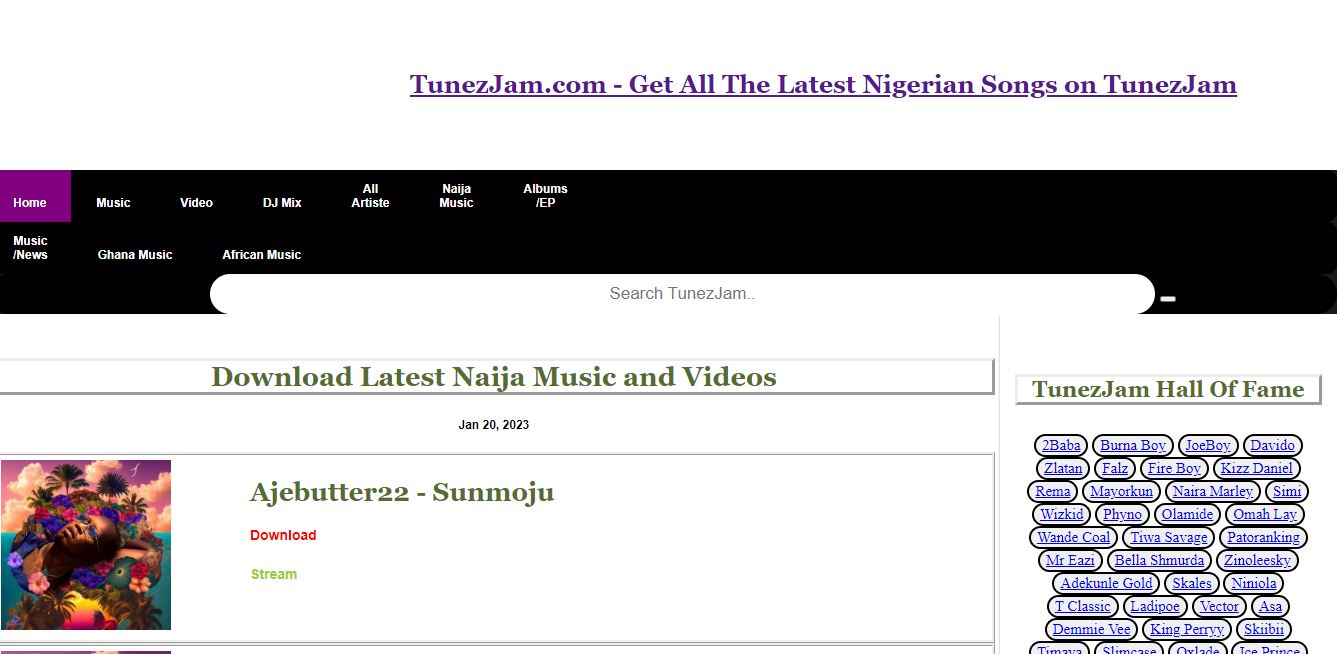 TunezJam.com - Get All The Latest Nigerian Songs on TunezJam
Home Music Video DJ Mix All Artiste Naija Music Albums /EP
Music /News Ghana Music African Music
Search TunezJam..
Download Latest Naija Music and Videos
Jan 20, 2023
Ajebutter22 - Sunmoju
Download
Stream
TunezJam Hall Of Fame
2Baba Burna Boy JoeBoy Davido
Zlatan Falz Fire Boy Kizz Daniel
Rema Mayorkun Naira Marley Simi
Wizkid Phyno Olamide Omah Lay
Wande Coal Tiwa Savage Patoranking
Mr Eazi Bella Shmurda Zinoleesky
Adekunle Gold Skales Niniola
T Classic Ladipoe Vector Asa
Demmie Vee King Perryy Skiibii
Timaya Slimcase Oxlade Ice Prince